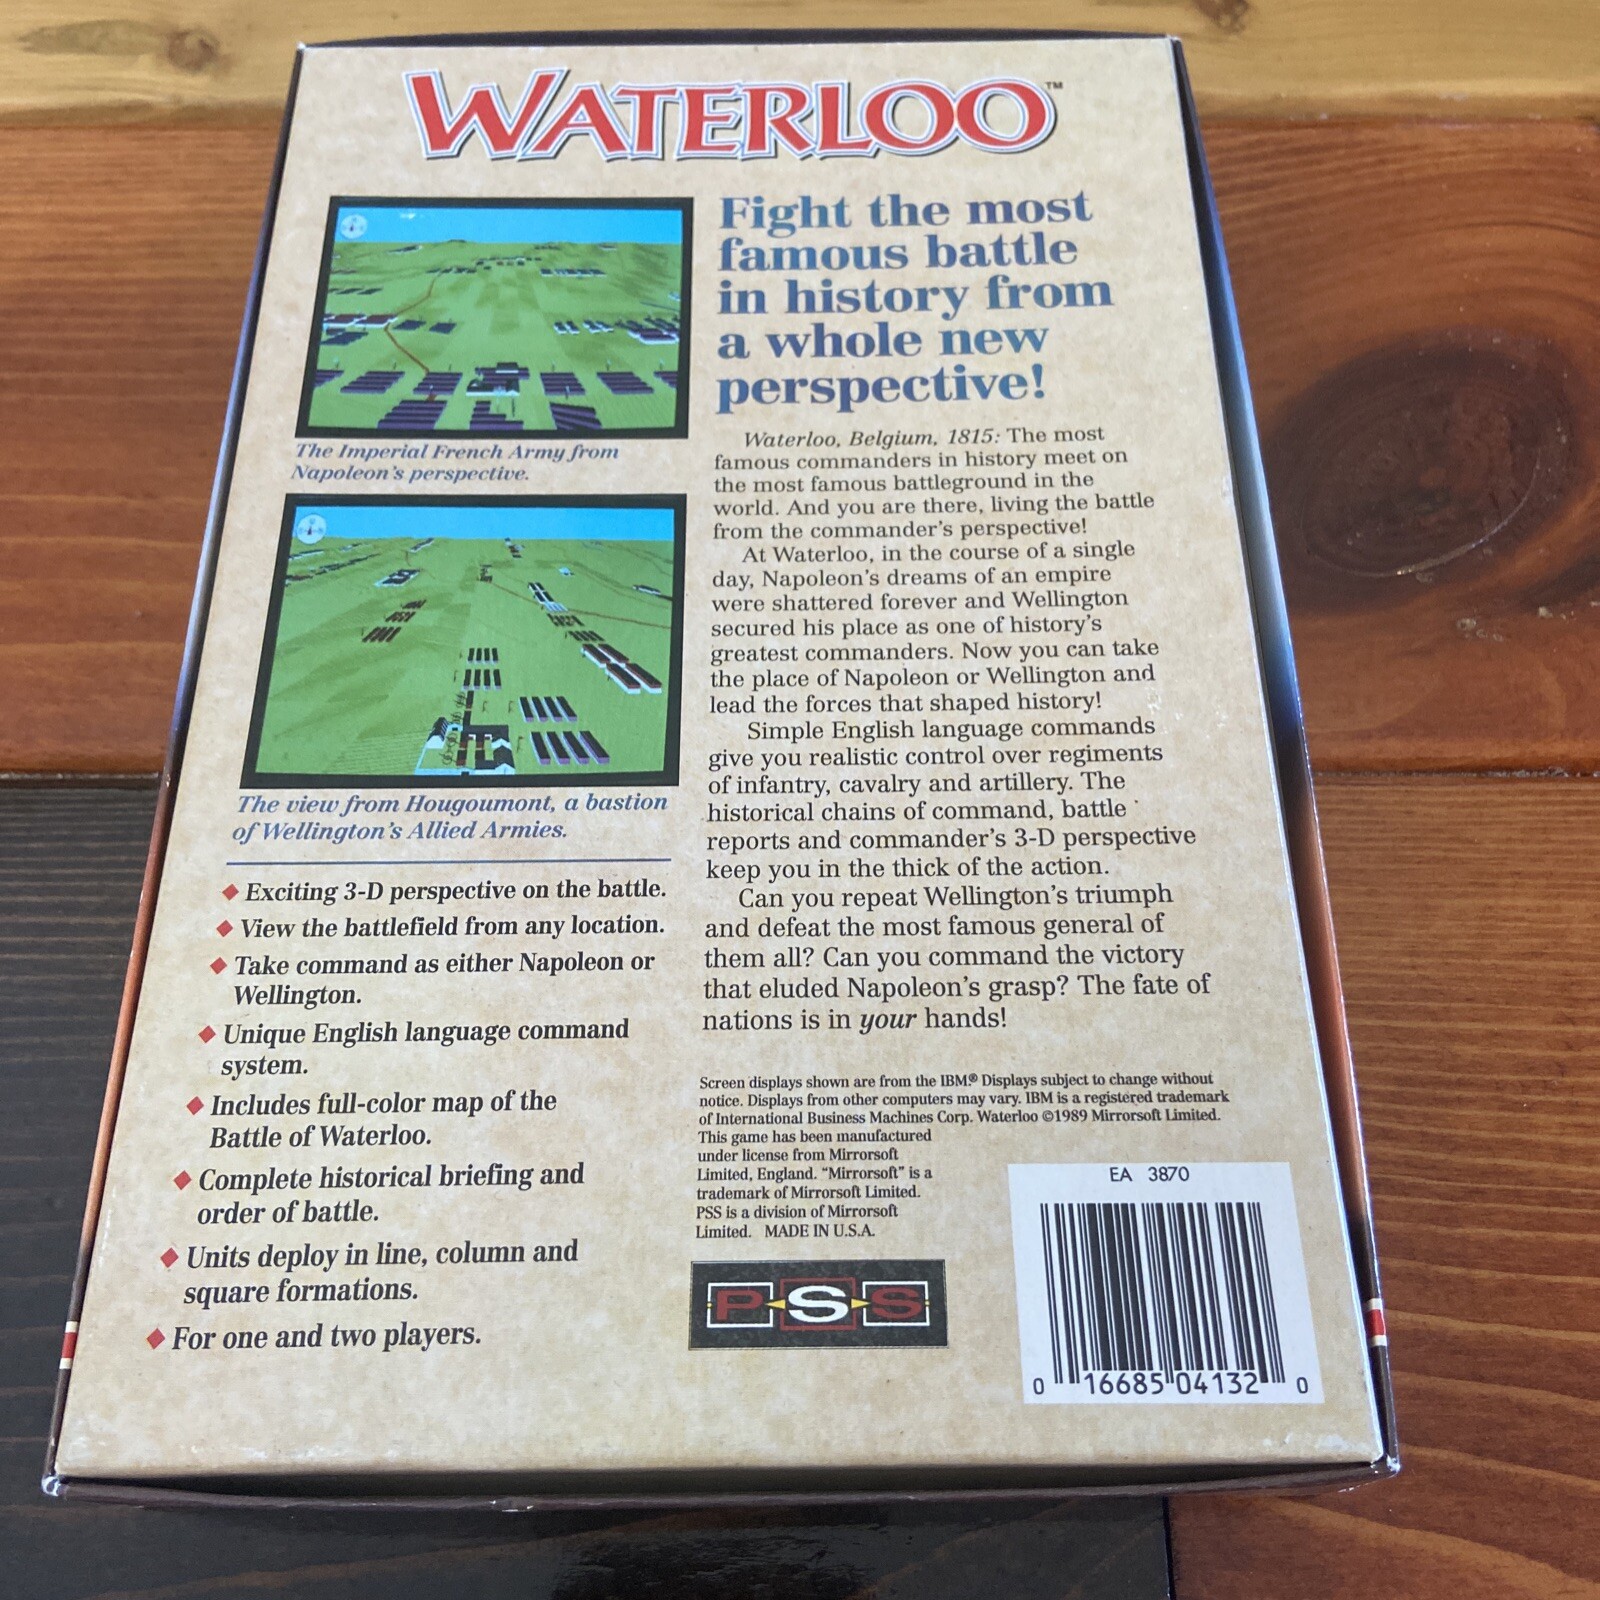 WATERLOO™
The Imperial French Army from
Napoleon's perspective.
The view from Hougoumont, a bastion
of Wellington's Allied Armies.
◆ Exciting 3-D perspective on the battle.
◆ View the battlefield from any location.
◆ Take command as either Napoleon or
Wellington.
◆ Unique English language command
system.
◆ Includes full-color map of the
Battle of Waterloo.
◆ Complete historical briefing and
order of battle.
◆ Units deploy in line, column and
square formations.
◆ For one and two players.
Fight the most
famous battle
in history from
a whole new
perspective!
Waterloo, Belgium, 1815: The most
famous commanders in history meet on
the most famous battleground in the
world. And you are there, living the battle
from the commander's perspective!
At Waterloo, in the course of a single
day, Napoleon's dreams of an empire
were shattered forever and Wellington
secured his place as one of history's
greatest commanders. Now you can take
the place of Napoleon or Wellington and
lead the forces that shaped history!
Simple English language commands
give you realistic control over regiments
of infantry, cavalry and artillery. The
historical chains of command, battle
reports and commander's 3-D perspective
keep you in the thick of the action.
Can you repeat Wellington's triumph
and defeat the most famous general of
them all? Can you command the victory
that eluded Napoleon's grasp? The fate of
nations is in your hands!
Screen displays shown are from the IBM® Displays subject to change without
notice. Displays from other computers may vary. IBM is a registered trademark
of International Business Machines Corp. Waterloo ©1989 Mirrorsoft Limited.
This game has been manufactured
under license from Mirrorsoft
Limited, England. "Mirrorsoft" is a
trademark of Mirrorsoft Limited.
PSS is a division of Mirrorsoft
Limited. MADE IN U.S.A.
PSS
EA 3870
0 16685 04132 0